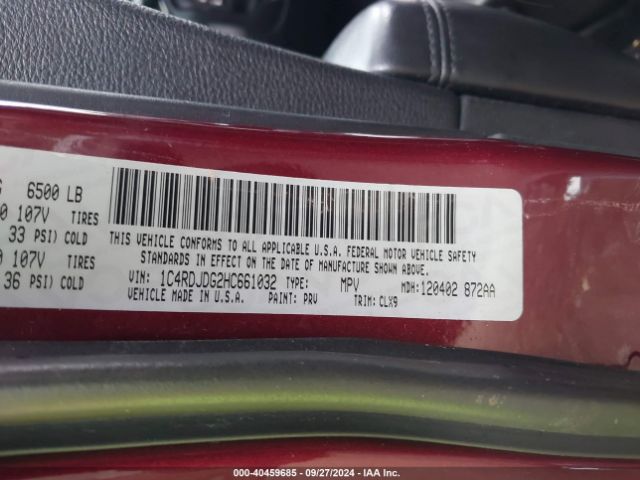 6500 LB
0 107V TIRES
33 PSI) COLD
0 107V TIRES
36 PSI) COLD
THIS VEHICLE CONFORMS TO ALL APPLICABLE U.S.A. FEDERAL MOTOR VEHICLE SAFETY
STANDARDS IN EFFECT ON THE DATE OF MANUFACTURE SHOWN ABOVE.
VIN: 1C4RDJDG2HC661032 TYPE: MPV MDH:120402 872AA
VEHICLE MADE IN U.S.A. PAINT: PRV TRIM:CLX9
000-40459685 - 09/27/2024 - IAA Inc.